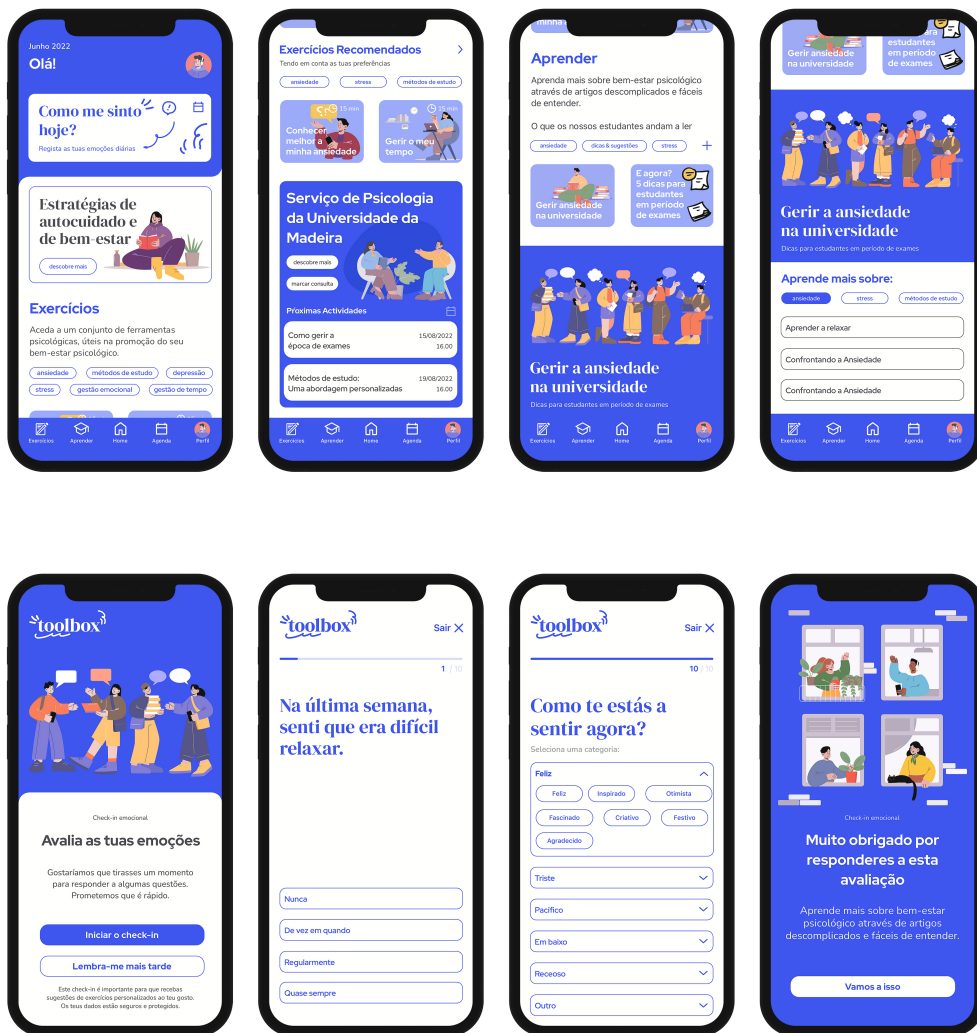 Junho 2022
Olá!
Como me sinto
hoje?
Regista as tuas emoções diárias
Estratégias de
autocuidado e
de bem-estar
descobre mais
Exercícios
Aceda a um conjunto de ferramentas
psicológicas, úteis na promoção do seu
bem-estar psicológico.
ansiedade métodos de estudo depressão
stress gestão emocional gestão de tempo
Exercícios Aprender Home Agenda Perfil
Exercícios Recomendados
Tendo em conta as tuas preferências
ansiedade stress métodos de estudo
15 min
Conhecer
melhor a
minha ansiedade
15 min
Gerir o meu
tempo
Serviço de Psicologia
da Universidade da
Madeira
descobre mais
marcar consulta
Próximas Actividades
Como gerir a 15/08/2022
época de exames 16.00
Métodos de estudo: 19/08/2022
Uma abordagem personalizadas 16.00
Exercícios Aprender Home Agenda Perfil
minha
Aprender
Aprenda mais sobre bem-estar psicológico
através de artigos descomplicados e fáceis
de entender.
O que os nossos estudantes andam a ler
ansiedade dicas & sugestões stress
Gerir ansiedade
na universidade
E agora?
5 dicas para
estudantes
em período
de exames
Gerir a ansiedade
na universidade
Dicas para estudantes em período de exames
Exercícios Aprender Home Agenda Perfil
Gerir ansiedade
na universidade
para
estudantes
em período
de exames
Gerir a ansiedade
na universidade
Dicas para estudantes em período de exames
Aprende mais sobre:
ansiedade stress métodos de estudo
Aprender a relaxar
Confrontando a Ansiedade
Confrontando a Ansiedade
Exercícios Aprender Home Agenda Perfil
toolbox
Check-in emocional
Avalia as tuas emoções
Gostaríamos que tirasses um momento
para responder a algumas questões.
Prometemos que é rápido.
Iniciar o check-in
Lembra-me mais tarde
Este check-in é importante para que recebas
sugestões de exercícios personalizados ao teu gosto.
Os teus dados estão seguros e protegidos.
toolbox
Sair X
1 / 10
Na última semana,
senti que era difícil
relaxar.
Nunca
De vez em quando
Regularmente
Quase sempre
toolbox
Sair X
10 / 10
Como te estás a
sentir agora?
Seleciona uma categoria:
Feliz
Feliz Inspirado Otimista
Fascinado Criativo Festivo
Agradecido
Triste
Pacífico
Em baixo
Receoso
Outro
Check-in emocional
Muito obrigado por
responderes a esta
avaliação
Aprende mais sobre bem-estar
psicológico através de artigos
descomplicados e fáceis de entender.
Vamos a isso